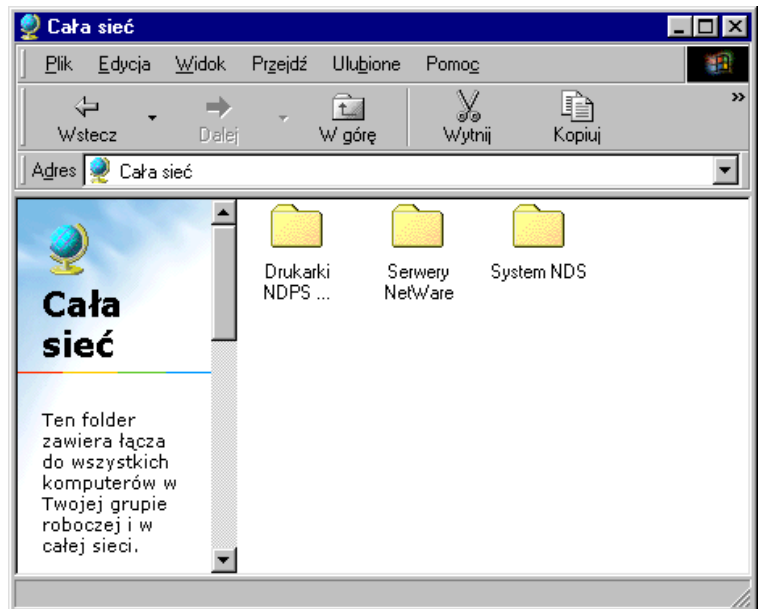 Cała sieć
Plik Edycja Widok Przejdź Ulubione Pomoc
Wstecz Dalej W górę Wytnij Kopiuj »
Adres Cała sieć
Cała
sieć
Ten folder
zawiera łącza
do wszystkich
komputerów w
Twojej grupie
roboczej i w
całej sieci.
Drukarki
NDPS ...
Serwery
NetWare
System NDS